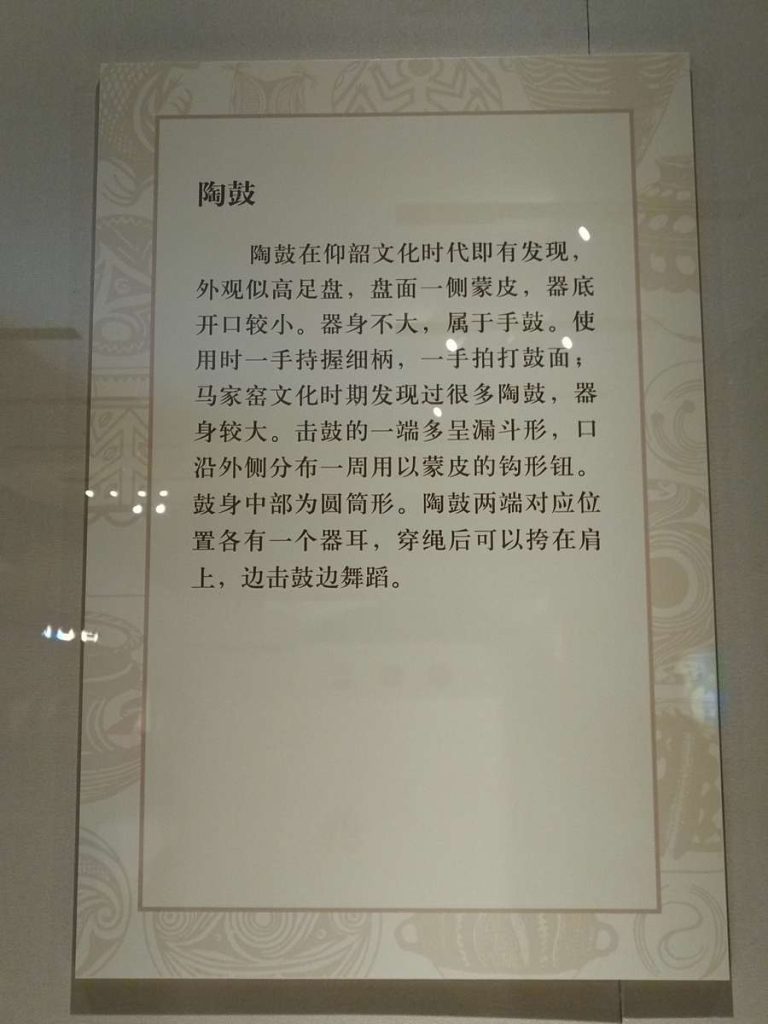 陶鼓
陶鼓在仰韶文化时代即有发现，
外观似高足盘，盘面一侧蒙皮，器底
开口较小。器身不大，属于手鼓。使
用时一手持握细柄，一手拍打鼓面；
马家窑文化时期发现过很多陶鼓，器
身较大。击鼓的一端多呈漏斗形，口
沿外侧分布一周用以蒙皮的钩形钮。
鼓身中部为圆筒形。陶鼓两端对应位
置各有一个器耳，穿绳后可以挎在肩
上，边击鼓边舞蹈。